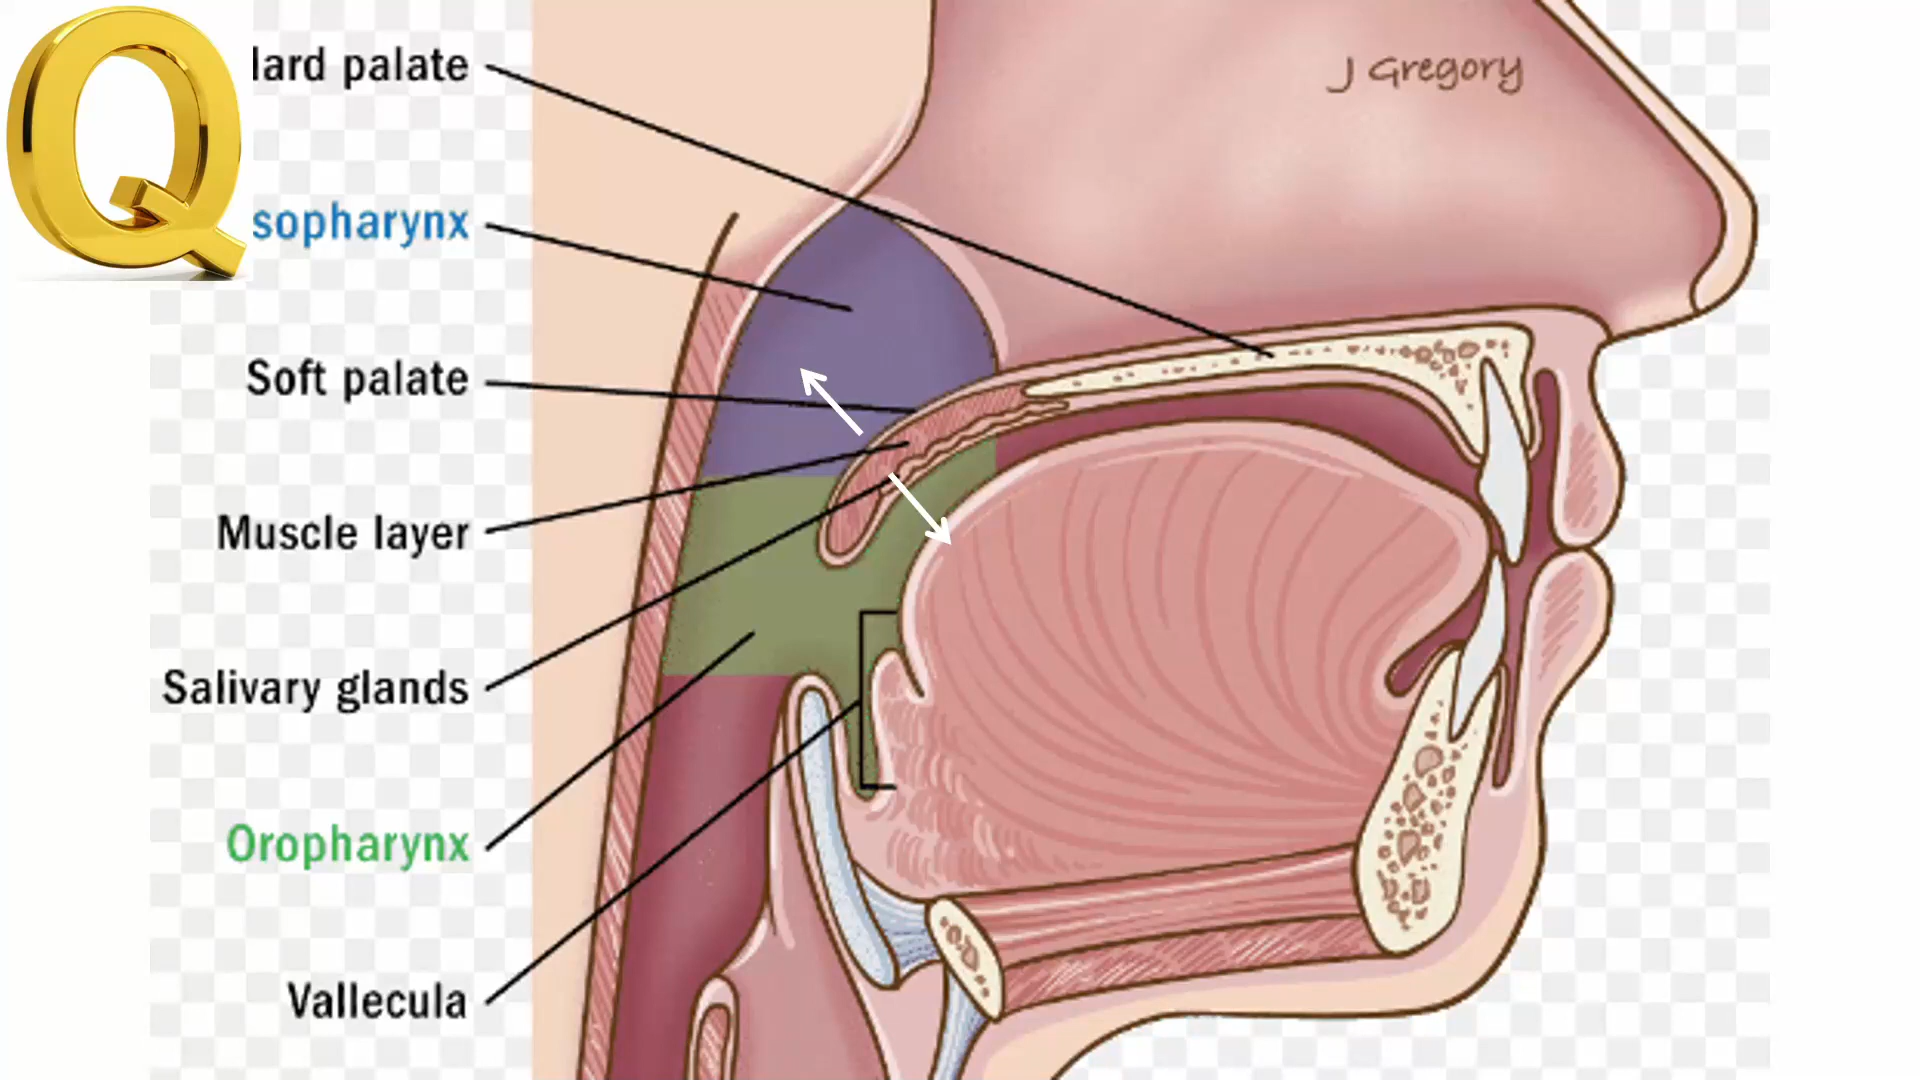 Q
lard palate
J Gregory
sopharynx
Soft palate
Muscle layer
Salivary glands
Oropharynx
Vallecula